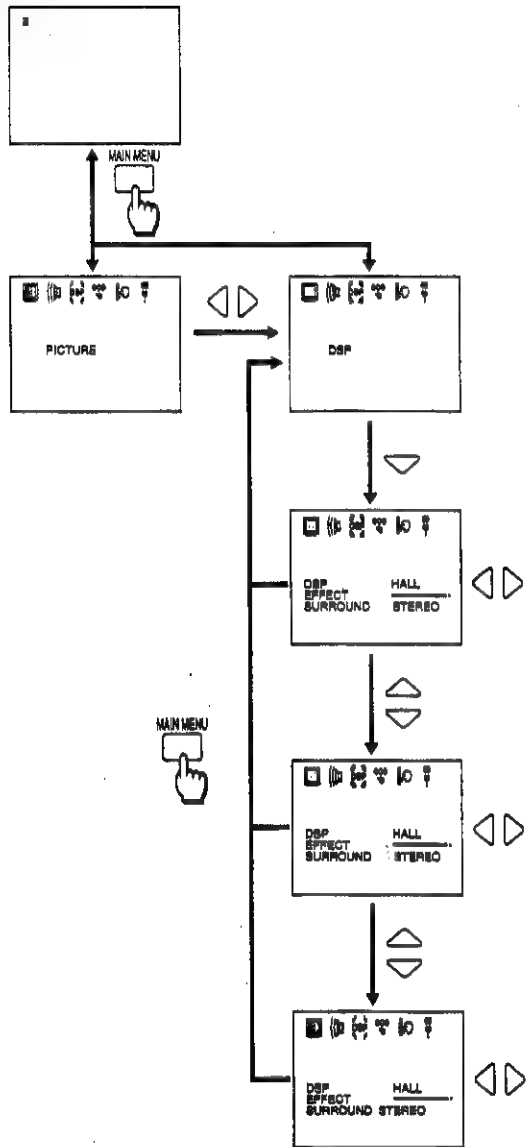 MAIN MENU
PICTURE
DSP
DSP HALL
EFFECT
SURROUND STEREO
MAIN MENU
DSP HALL
EFFECT
SURROUND STEREO
DSP HALL
EFFECT
SURROUND STEREO